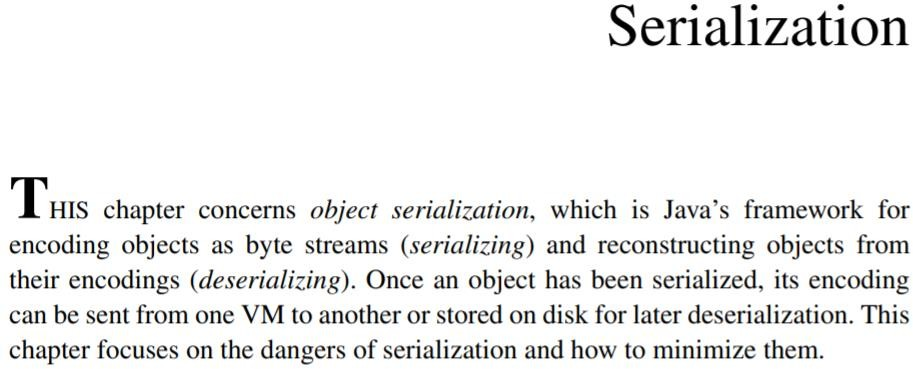 Serialization
THIS chapter concerns object serialization, which is Java’s framework for
encoding objects as byte streams (serializing) and reconstructing objects from
their encodings (deserializing). Once an object has been serialized, its encoding
can be sent from one VM to another or stored on disk for later deserialization. This
chapter focuses on the dangers of serialization and how to minimize them.